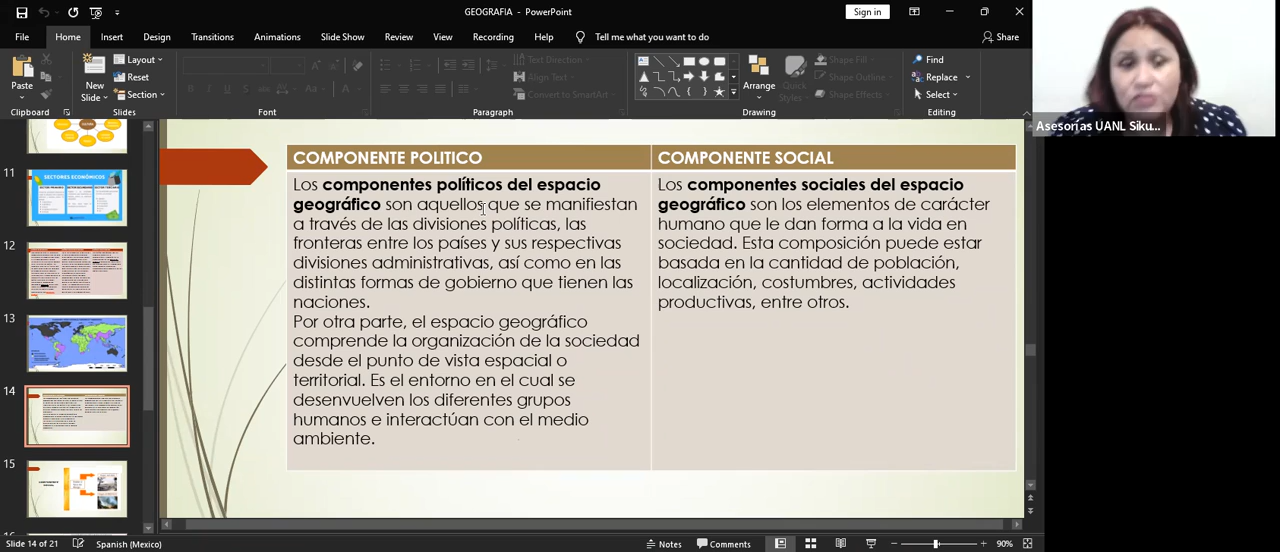 GEOGRAFIA - PowerPoint
Sign in
File Home Insert Design Transitions Animations Slide Show Review View Recording Help Tell me what you want to do Share
Paste
Clipboard
New Slide
Layout
Reset
Section
Slides
Font
Text Direction
Align Text
Convert to SmartArt
Paragraph
Arrange
Quick Styles
Shape Fill
Shape Outline
Shape Effects
Drawing
Find
Replace
Select
Editing
Asesorías UANL Siku...
11
SECTORES ECONÓMICOS
12
13
14
15
COMPONENTE POLITICO
Los componentes políticos del espacio
geográfico son aquellos que se manifiestan
a través de las divisiones políticas, las
fronteras entre los países y sus respectivas
divisiones administrativas, así como en las
distintas formas de gobierno que tienen las
naciones.
Por otra parte, el espacio geográfico
comprende la organización de la sociedad
desde el punto de vista espacial o
territorial. Es el entorno en el cual se
desenvuelven los diferentes grupos
humanos e interactúan con el medio
ambiente.
COMPONENTE SOCIAL
Los componentes sociales del espacio
geográfico son los elementos de carácter
humano que le dan forma a la vida en
sociedad. Esta composición puede estar
basada en la cantidad de población,
localización, costumbres, actividades
productivas, entre otros.
Slide 14 of 21
Spanish (Mexico)
Notes
Comments
90%